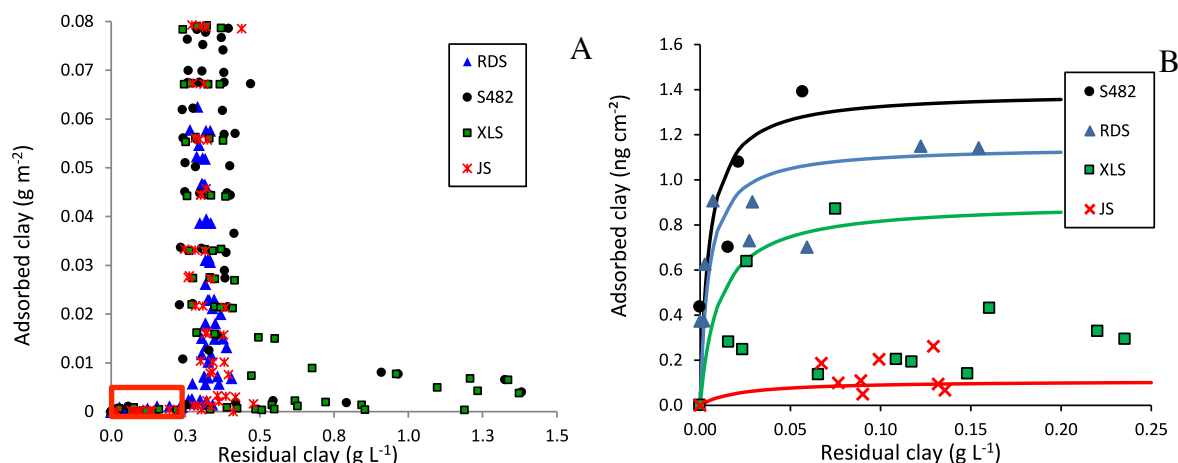 A
Adsorbed clay (g m-2)
0.08
0.07
0.06
0.05
0.04
0.03
0.02
0.01
0
0.0
0.3
0.5
0.8
1.0
1.3
1.5
Residual clay (g L-1)
RDS
S482
XLS
JS
B
Adsorbed clay (ng cm-2)
1.6
1.4
1.2
1.0
0.8
0.6
0.4
0.2
0.0
0.00
0.05
0.10
0.15
0.20
0.25
Residual clay (g L-1)
S482
RDS
XLS
JS